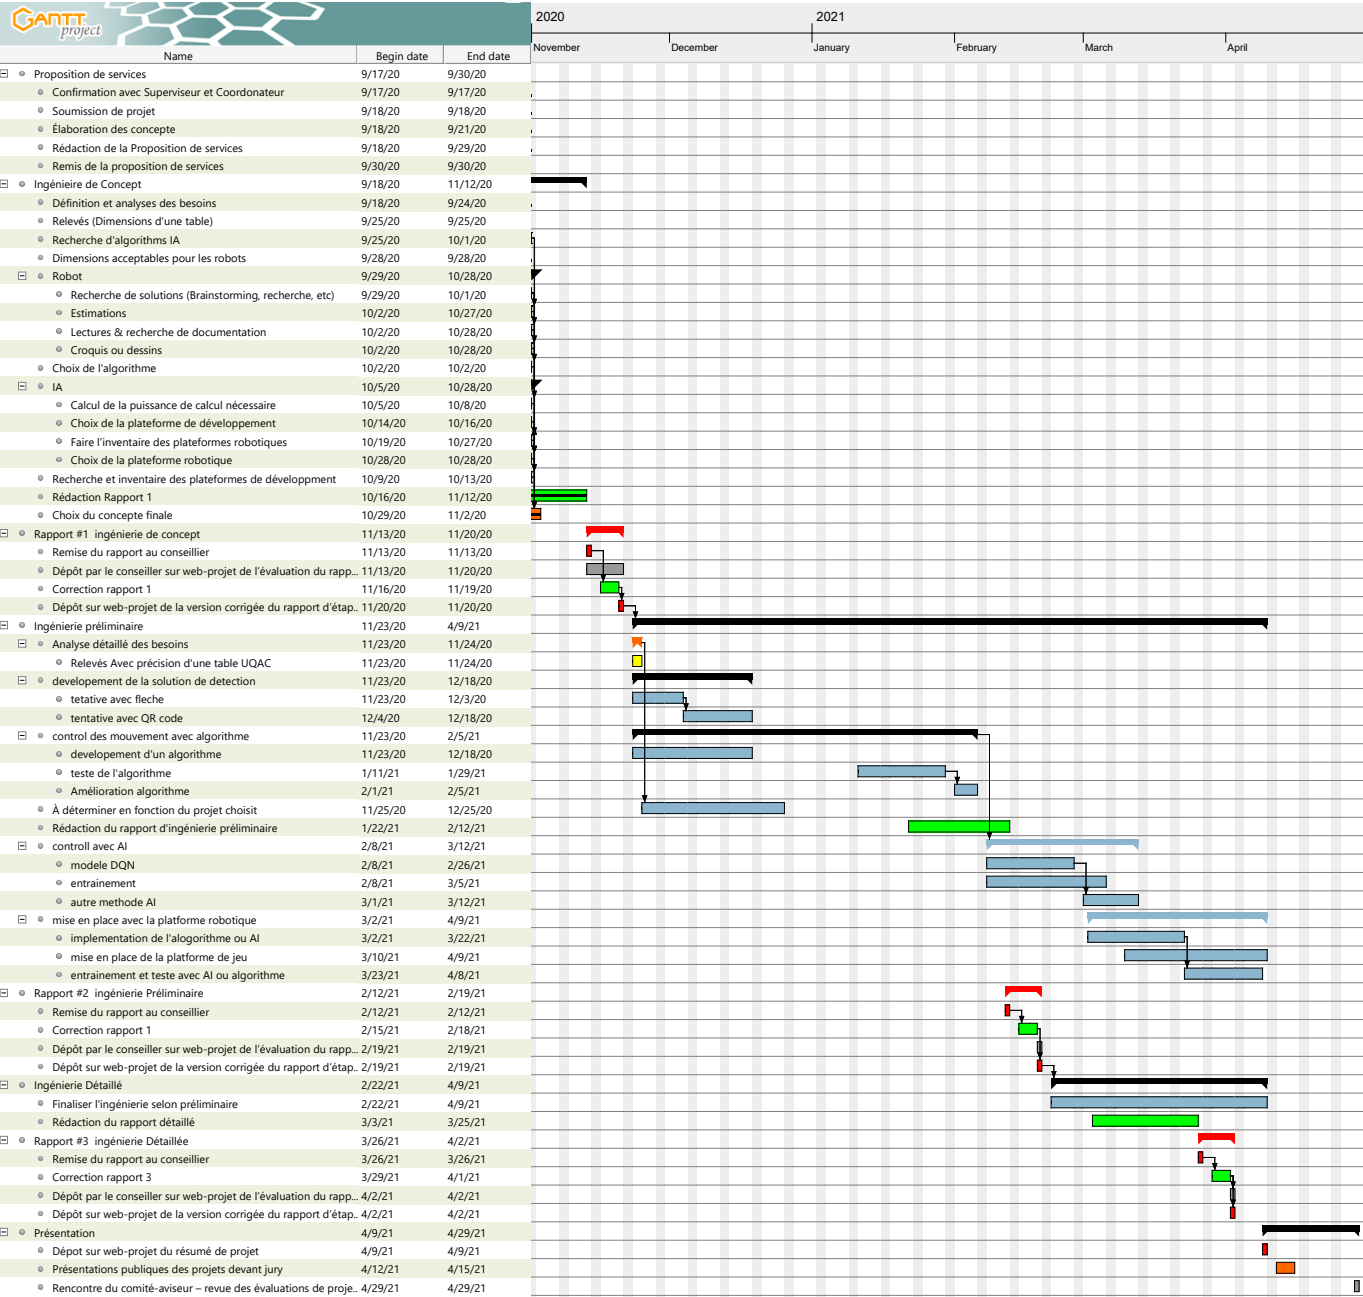 GANTT project
2020 2021
November December January February March April
Name Begin date End date
Proposition de services 9/17/20 9/30/20
Confirmation avec Superviseur et Coordonateur 9/17/20 9/17/20
Soumission de projet 9/18/20 9/18/20
Élaboration des concepte 9/18/20 9/21/20
Rédaction de la Proposition de services 9/18/20 9/29/20
Remis de la proposition de services 9/30/20 9/30/20
Ingénieire de Concept 9/18/20 11/12/20
Définition et analyses des besoins 9/18/20 9/24/20
Relevés (Dimensions d'une table) 9/25/20 9/25/20
Recherche d'algorithms IA 9/25/20 10/1/20
Dimensions acceptables pour les robots 9/28/20 9/28/20
Robot 9/29/20 10/28/20
Recherche de solutions (Brainstorming, recherche, etc) 9/29/20 10/1/20
Estimations 10/2/20 10/27/20
Lectures & recherche de documentation 10/2/20 10/28/20
Croquis ou dessins 10/2/20 10/28/20
Choix de l'algorithme 10/2/20 10/2/20
IA 10/5/20 10/28/20
Calcul de la puissance de calcul nécessaire 10/5/20 10/8/20
Choix de la plateforme de développement 10/14/20 10/16/20
Faire l'inventaire des plateformes robotiques 10/19/20 10/27/20
Choix de la plateforme robotique 10/28/20 10/28/20
Recherche et inventaire des plateformes de développment 10/9/20 10/13/20
Rédaction Rapport 1 10/16/20 11/12/20
Choix du concepte finale 10/29/20 11/2/20
Rapport #1 ingénierie de concept 11/13/20 11/20/20
Remise du rapport au conseillier 11/13/20 11/13/20
Dépôt par le conseiller sur web-projet de l'évaluation du rapp... 11/13/20 11/20/20
Correction rapport 1 11/16/20 11/19/20
Dépôt sur web-projet de la version corrigée du rapport d'étap... 11/20/20 11/20/20
Ingénierie préliminaire 11/23/20 4/9/21
Analyse détaillé des besoins 11/23/20 11/24/20
Relevés Avec précision d'une table UQAC 11/23/20 11/24/20
developement de la solution de detection 11/23/20 12/18/20
tetative avec fleche 11/23/20 12/3/20
tentative avec QR code 12/4/20 12/18/20
control des mouvement avec algorithme 11/23/20 2/5/21
developement d'un algorithme 11/23/20 12/18/20
teste de l'algorithme 1/11/21 1/29/21
Amélioration algorithme 2/1/21 2/5/21
À déterminer en fonction du projet choisit 11/25/20 12/25/20
Rédaction du rapport d'ingénierie préliminaire 1/22/21 2/12/21
controll avec AI 2/8/21 3/12/21
modele DQN 2/8/21 2/26/21
entrainement 2/8/21 3/5/21
autre methode AI 3/1/21 3/12/21
mise en place avec la platforme robotique 3/2/21 4/9/21
implementation de l'alogorithme ou AI 3/2/21 3/22/21
mise en place de la platforme de jeu 3/10/21 4/9/21
entrainement et teste avec AI ou algorithme 3/23/21 4/8/21
Rapport #2 ingénierie Préliminaire 2/12/21 2/19/21
Remise du rapport au conseillier 2/12/21 2/12/21
Correction rapport 1 2/15/21 2/18/21
Dépôt par le conseiller sur web-projet de l'évaluation du rapp... 2/19/21 2/19/21
Dépôt sur web-projet de la version corrigée du rapport d'étap... 2/19/21 2/19/21
Ingénierie Détaillé 2/22/21 4/9/21
Finaliser l'ingénierie selon préliminaire 2/22/21 4/9/21
Rédaction du rapport détaillé 3/3/21 3/25/21
Rapport #3 ingénierie Détaillée 3/26/21 4/2/21
Remise du rapport au conseillier 3/26/21 3/26/21
Correction rapport 3 3/29/21 4/1/21
Dépôt par le conseiller sur web-projet de l'évaluation du rapp... 4/2/21 4/2/21
Dépôt sur web-projet de la version corrigée du rapport d'étap... 4/2/21 4/2/21
Présentation 4/9/21 4/29/21
Dépot sur web-projet du résumé de projet 4/9/21 4/9/21
Présentations publiques des projets devant jury 4/12/21 4/15/21
Rencontre du comité-aviseur – revue des évaluations de proje... 4/29/21 4/29/21